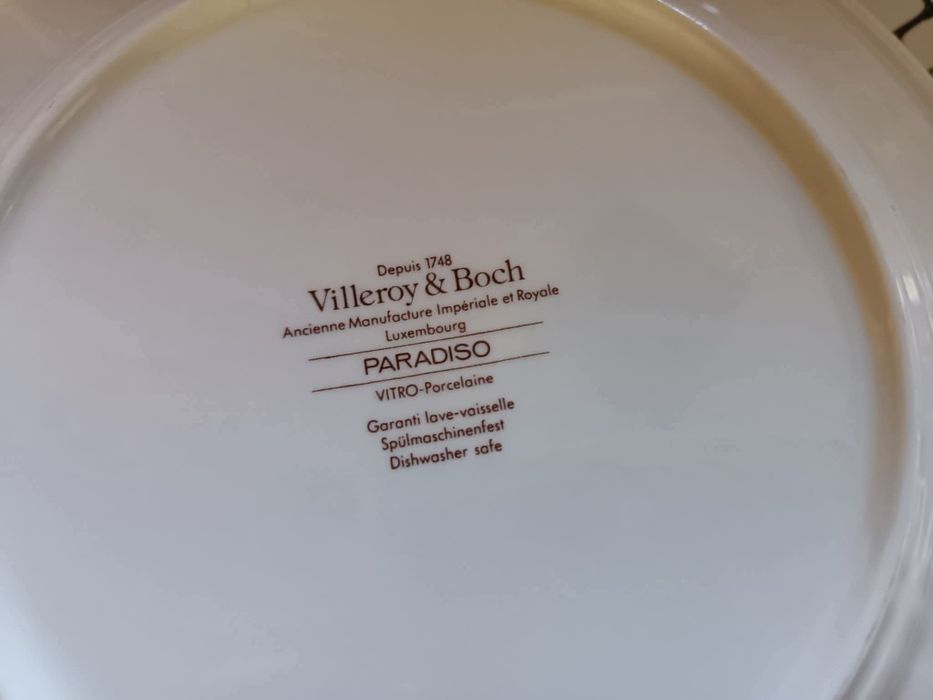 Depuis 1748
Villeroy & Boch
Ancienne Manufacture Impériale et Royale
Luxembourg
PARADISO
VITRO-Porcelaine
Garanti lave-vaisselle
Spülmaschinenfest
Dishwasher safe